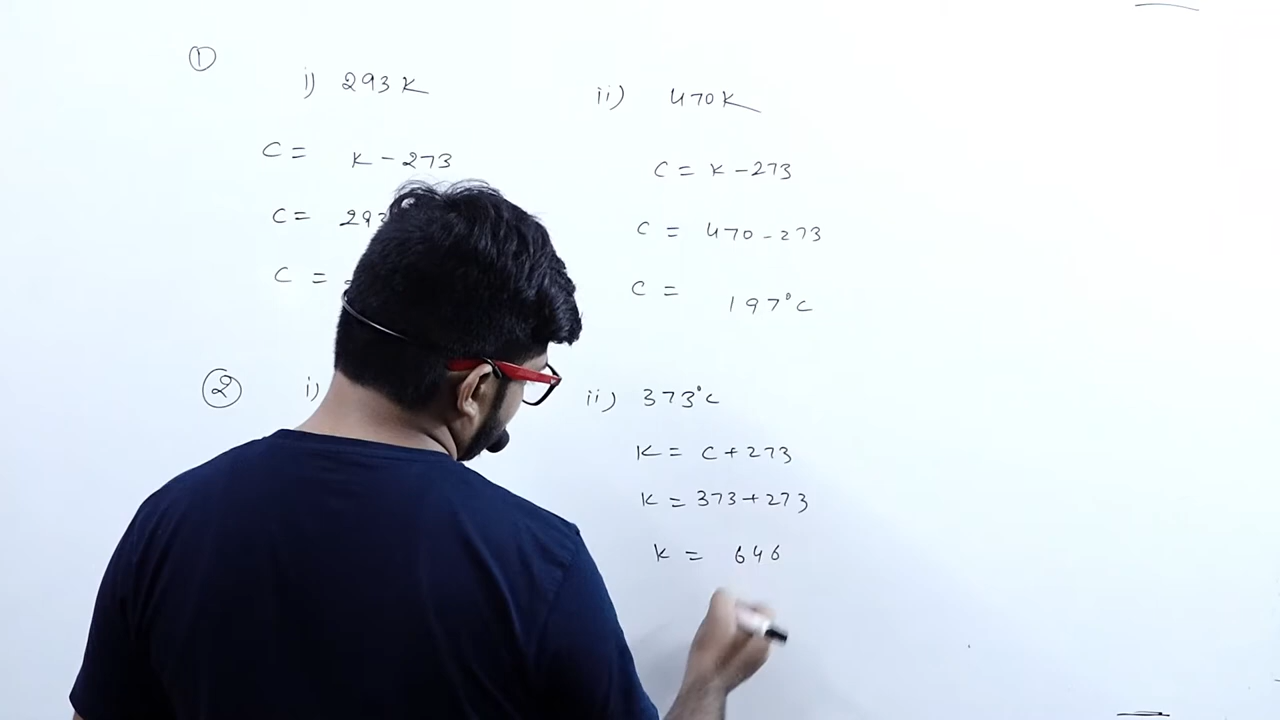 ①
i) 293 K
ii) 470K
C = K - 273
C = K - 273
C = 293
C = 470 - 273
C =
C = 197°C
② i)
ii) 373°C
K = C + 273
K = 373 + 273
K = 646